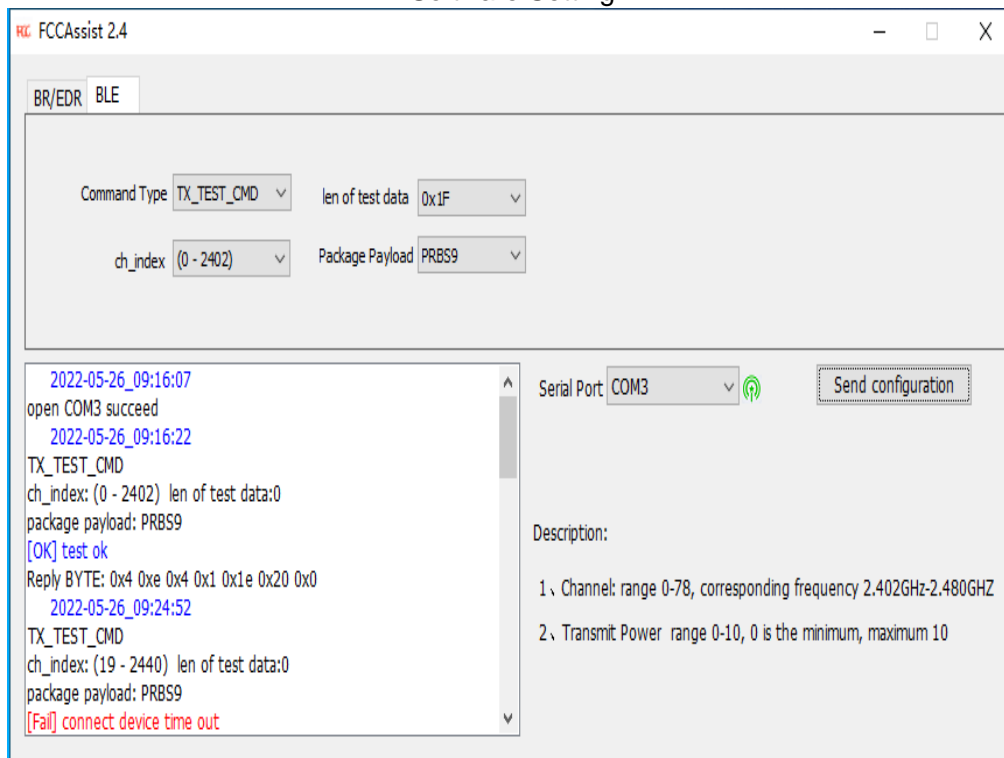 FCC FCCAssist 2.4
BR/EDR BLE
Command Type TX_TEST_CMD len of test data 0x1F
ch_index (0 - 2402) Package Payload PRBS9
2022-05-26_09:16:07
open COM3 succeed
2022-05-26_09:16:22
TX_TEST_CMD
ch_index: (0 - 2402) len of test data:0
package payload: PRBS9
[OK] test ok
Reply BYTE: 0x4 0xe 0x4 0x1 0x1e 0x20 0x0
2022-05-26_09:24:52
TX_TEST_CMD
ch_index: (19 - 2440) len of test data:0
package payload: PRBS9
[Fail] connect device time out
Serial Port COM3 Send configuration
Description:
1、Channel: range 0-78, corresponding frequency 2.402GHz-2.480GHZ
2、Transmit Power range 0-10, 0 is the minimum, maximum 10